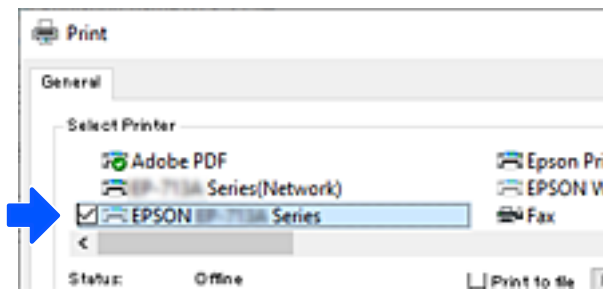 Print
General
Select Printer
Adobe PDF
Epson Pri
Series(Network)
EPSON W
EPSON Series
Fax
Status: Offline
Print to file